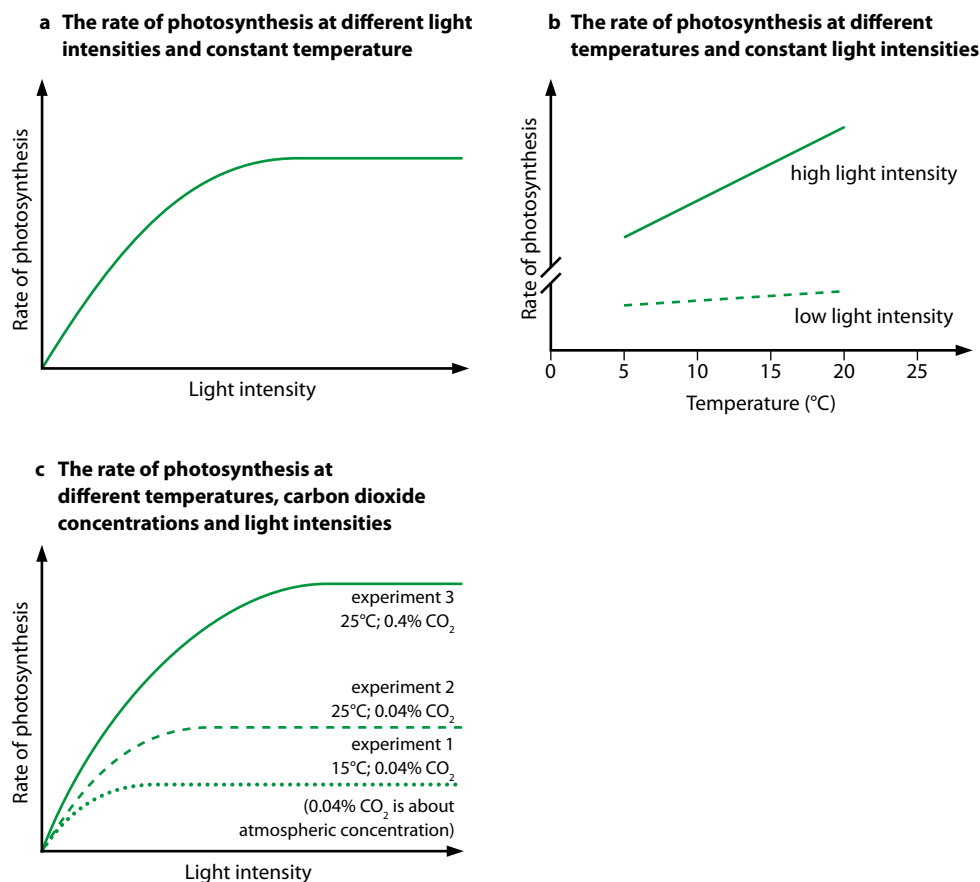 a The rate of photosynthesis at different light
intensities and constant temperature
Rate of photosynthesis
Light intensity
b The rate of photosynthesis at different
temperatures and constant light intensities
Rate of photosynthesis
high light intensity
low light intensity
0 5 10 15 20 25
Temperature (°C)
c The rate of photosynthesis at
different temperatures, carbon dioxide
concentrations and light intensities
Rate of photosynthesis
experiment 3
25°C; 0.4% CO₂
experiment 2
25°C; 0.04% CO₂
experiment 1
15°C; 0.04% CO₂
(0.04% CO₂ is about
atmospheric concentration)
Light intensity